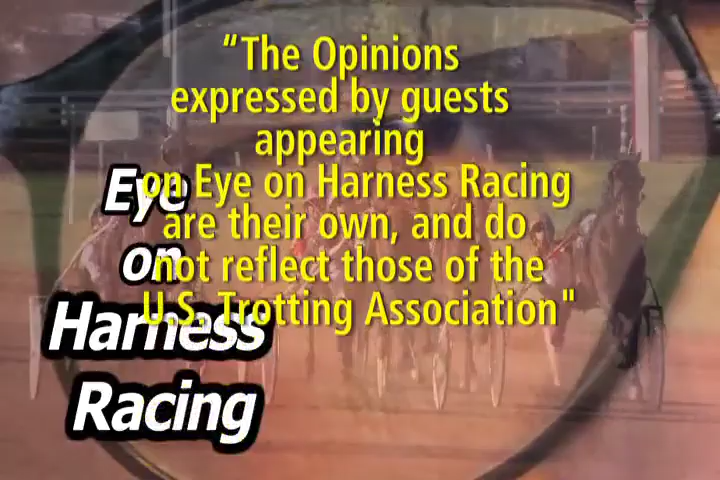 “The Opinions
expressed by guests
appearing
on Eye on Harness Racing
are their own, and do
not reflect those of the
U.S. Trotting Association"
Eye
on
Harness
Racing